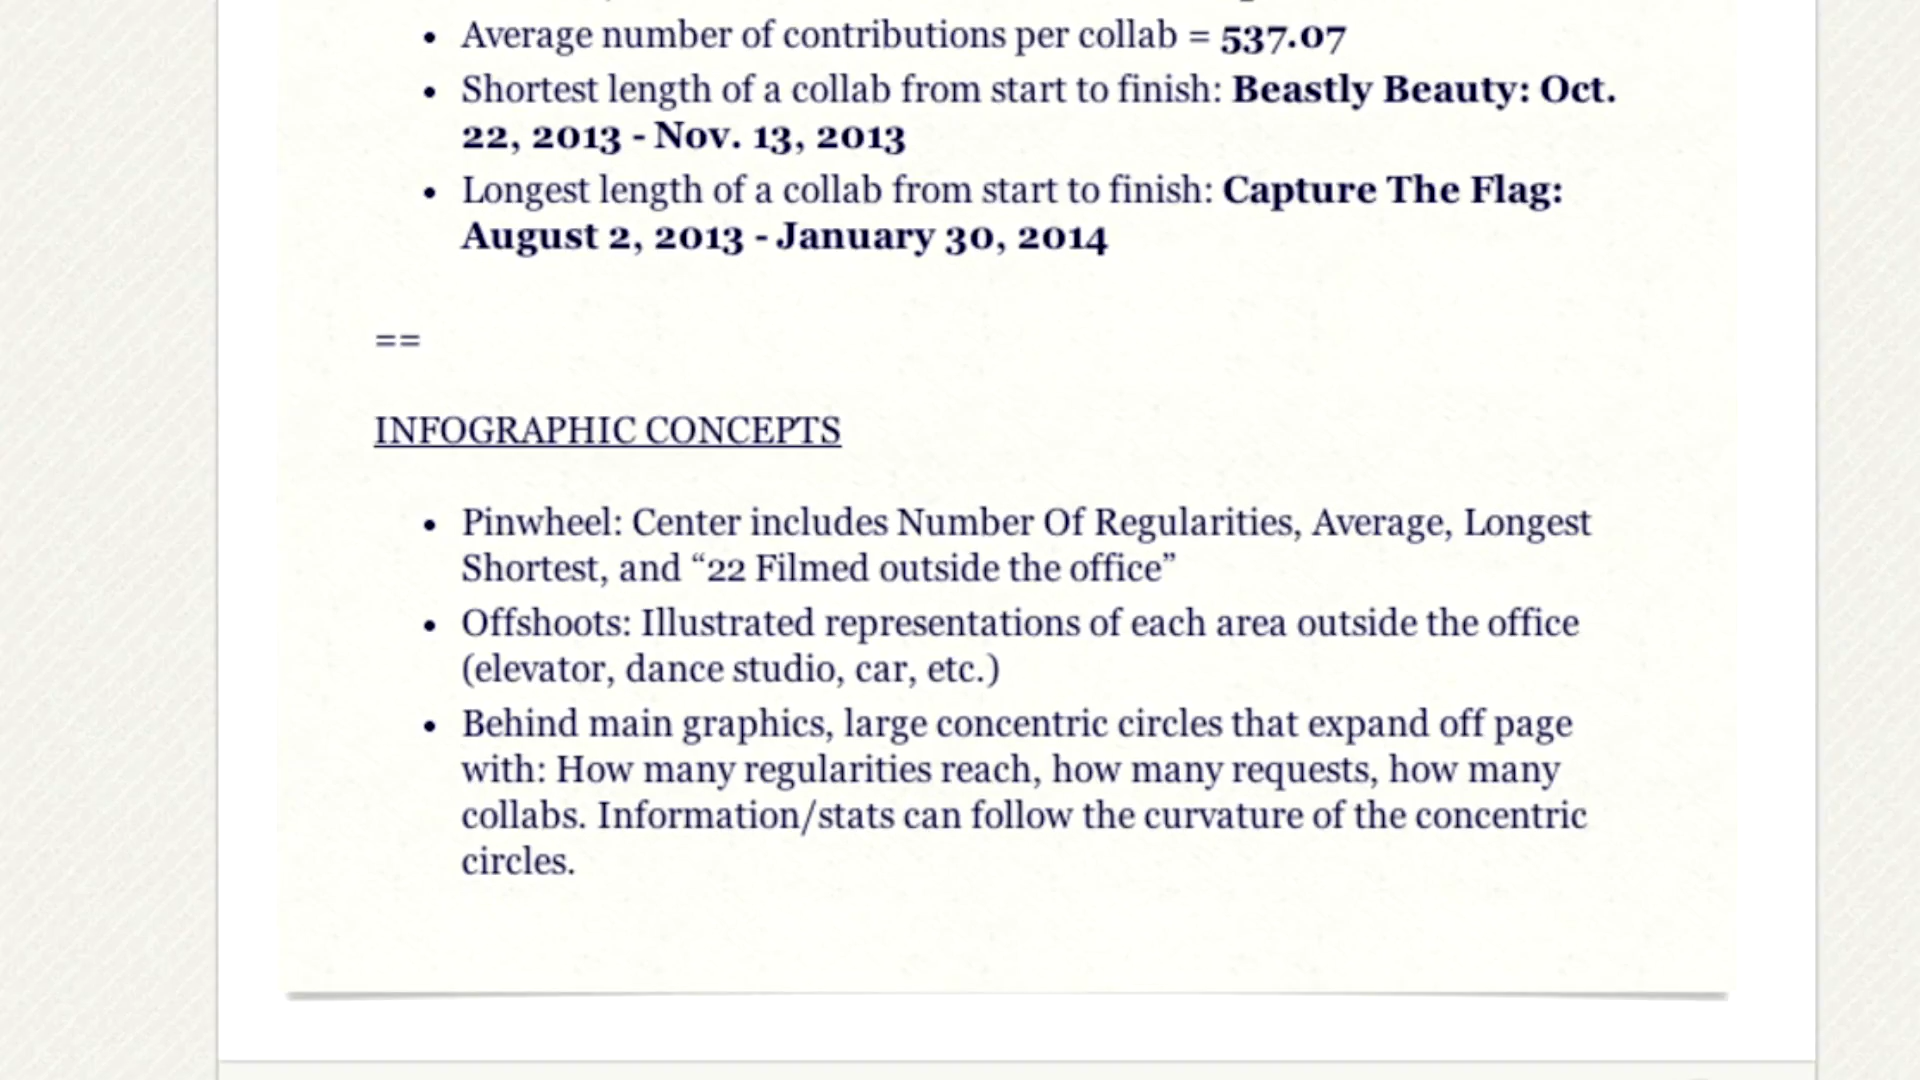 • Average number of contributions per collab = 537.07
• Shortest length of a collab from start to finish: Beastly Beauty: Oct.
22, 2013 - Nov. 13, 2013
• Longest length of a collab from start to finish: Capture The Flag:
August 2, 2013 - January 30, 2014
==
INFOGRAPHIC CONCEPTS
• Pinwheel: Center includes Number Of Regularities, Average, Longest
Shortest, and “22 Filmed outside the office”
• Offshoots: Illustrated representations of each area outside the office
(elevator, dance studio, car, etc.)
• Behind main graphics, large concentric circles that expand off page
with: How many regularities reach, how many requests, how many
collabs. Information/stats can follow the curvature of the concentric
circles.